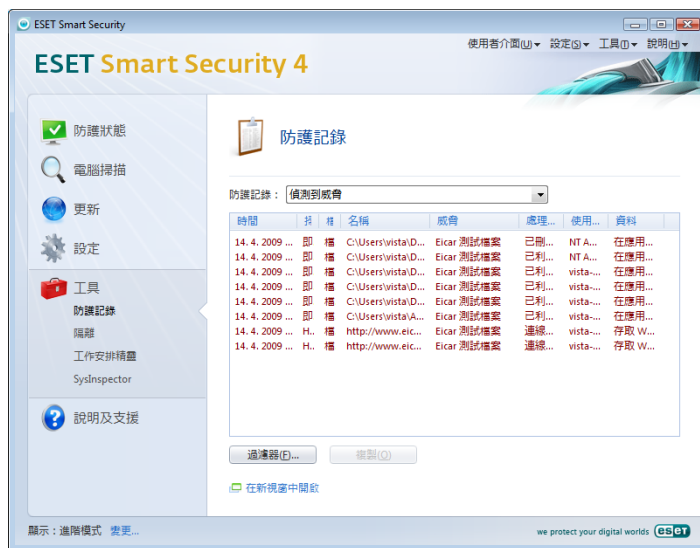 ESET Smart Security
使用者介面(U) 設定(S) 工具(T) 說明(H)
ESET Smart Security 4
防護狀態
電腦掃描
更新
設定
工具
防護記錄
隔離
工作安排精靈
SysInspector
說明及支援
防護記錄
防護記錄： 偵測到威脅
時間 掃 檔 名稱 威脅 處理... 使用... 資料
14. 4. 2009 ... 即 檔 C:\Users\vista\D... Eicar 測試檔案 已刪... NT A... 在應用...
14. 4. 2009 ... 即 檔 C:\Users\vista\D... Eicar 測試檔案 已利... NT A... 在應用...
14. 4. 2009 ... 即 檔 C:\Users\vista\D... Eicar 測試檔案 已利... vista-... 在應用...
14. 4. 2009 ... 即 檔 C:\Users\vista\D... Eicar 測試檔案 已利... vista-... 在應用...
14. 4. 2009 ... 即 檔 C:\Users\vista\D... Eicar 測試檔案 已利... vista-... 在應用...
14. 4. 2009 ... 即 檔 C:\Users\vista\A... Eicar 測試檔案 已利... vista-... 在應用...
14. 4. 2009 ... H.. 檔 http://www.eic... Eicar 測試檔案 連線... vista-... 存取 W...
14. 4. 2009 ... H.. 檔 http://www.eic... Eicar 測試檔案 連線... vista-... 存取 W...
過濾器(F)... 複製(O)
在新視窗中開啟
顯示：進階模式 變更...
we protect your digital worlds eseT